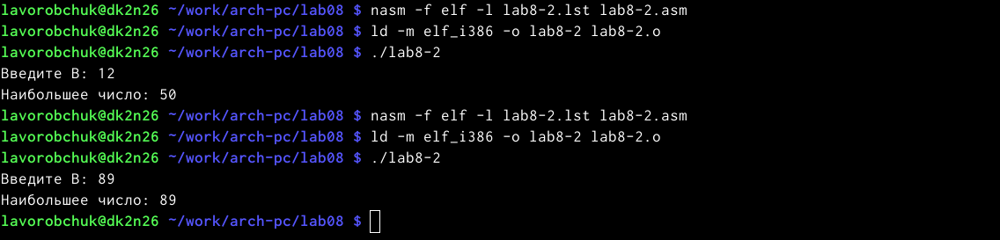 lavorobchuk@dk2n26 ~/work/arch-pc/lab08 $ nasm -f elf -l lab8-2.lst lab8-2.asm
lavorobchuk@dk2n26 ~/work/arch-pc/lab08 $ ld -m elf_i386 -o lab8-2 lab8-2.o
lavorobchuk@dk2n26 ~/work/arch-pc/lab08 $ ./lab8-2
Введите В: 12
Наибольшее число: 50
lavorobchuk@dk2n26 ~/work/arch-pc/lab08 $ nasm -f elf -l lab8-2.lst lab8-2.asm
lavorobchuk@dk2n26 ~/work/arch-pc/lab08 $ ld -m elf_i386 -o lab8-2 lab8-2.o
lavorobchuk@dk2n26 ~/work/arch-pc/lab08 $ ./lab8-2
Введите В: 89
Наибольшее число: 89
lavorobchuk@dk2n26 ~/work/arch-pc/lab08 $